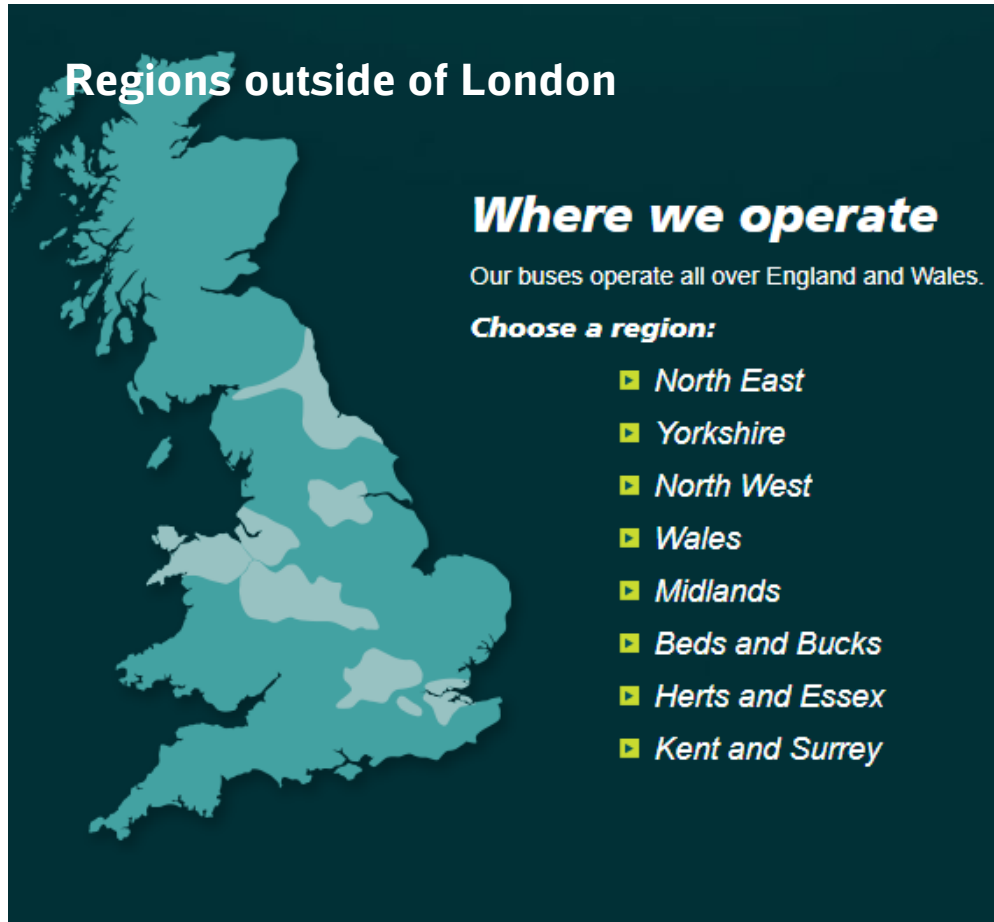 Regions outside of London
Where we operate
Our buses operate all over England and Wales.
Choose a region:
North East
Yorkshire
North West
Wales
Midlands
Beds and Bucks
Herts and Essex
Kent and Surrey